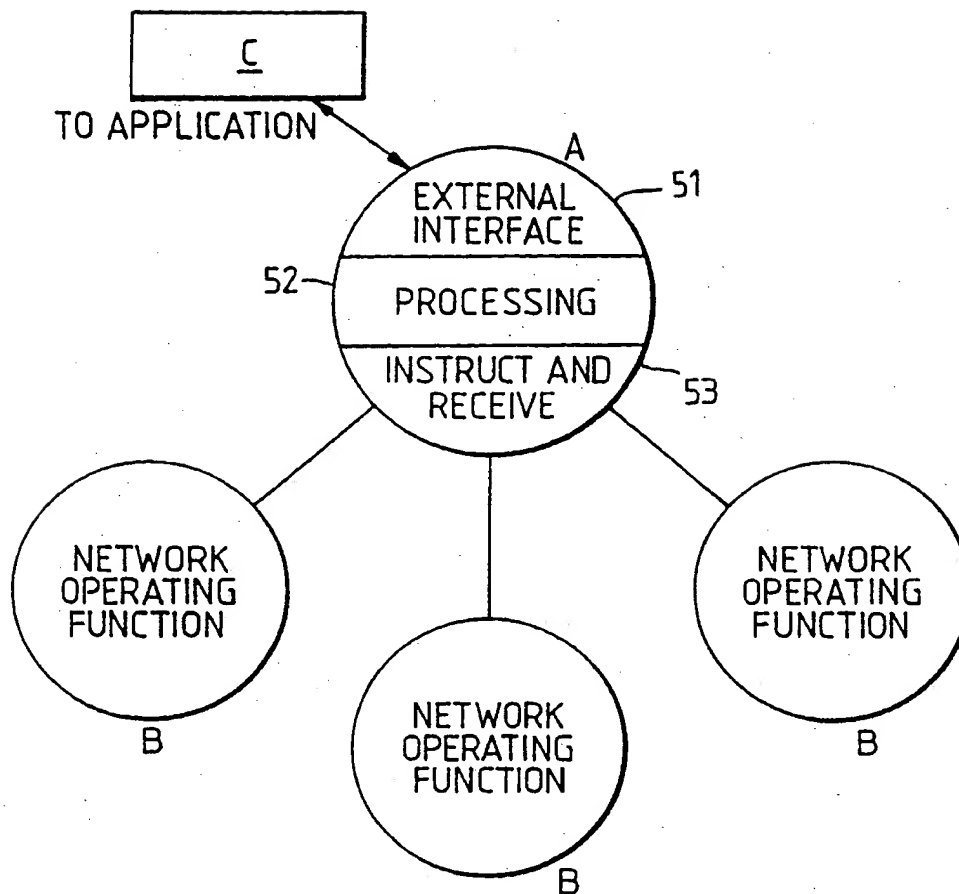 C
TO APPLICATION
A
51
EXTERNAL
INTERFACE
52
PROCESSING
INSTRUCT AND
RECEIVE
53
NETWORK
OPERATING
FUNCTION
B
NETWORK
OPERATING
FUNCTION
B
NETWORK
OPERATING
FUNCTION
B